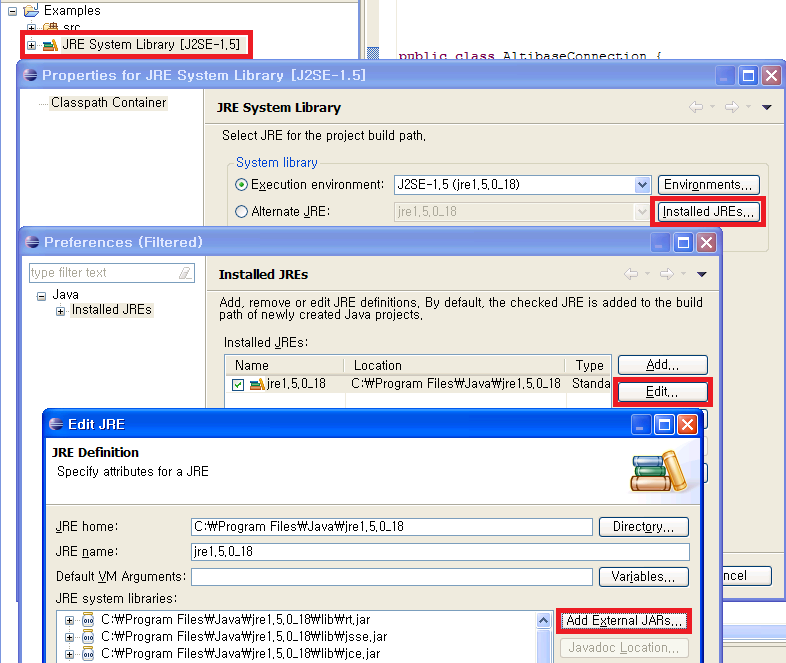 Examples
src
JRE System Library [J2SE-1.5]
public class AltibaseConnection {
Properties for JRE System Library [J2SE-1.5]
Classpath Container
JRE System Library
Select JRE for the project build path.
System library
Execution environment:
J2SE-1.5 (jre1.5.0_18)
Environments...
Alternate JRE:
jre1.5.0_18
Installed JREs...
Preferences (Filtered)
type filter text
Installed JREs
Java
Installed JREs
Add, remove or edit JRE definitions. By default, the checked JRE is added to the build
path of newly created Java projects.
Installed JREs:
Name Location Type
Add...
jre1.5.0_18 C:₩Program Files₩Java₩jre1.5.0_18 Standa
Edit...
Edit JRE
JRE Definition
Specify attributes for a JRE
JRE home:
C:₩Program Files₩Java₩jre1.5.0_18
Directory...
JRE name:
jre1.5.0_18
Default VM Arguments:
Variables...
ncel
JRE system libraries:
C:₩Program Files₩Java₩jre1.5.0_18₩lib₩rt.jar
Add External JARs...
C:₩Program Files₩Java₩jre1.5.0_18₩lib₩jsse.jar
Javadoc Location...
C:₩Program Files₩Java₩jre1.5.0_18₩lib₩jce.jar